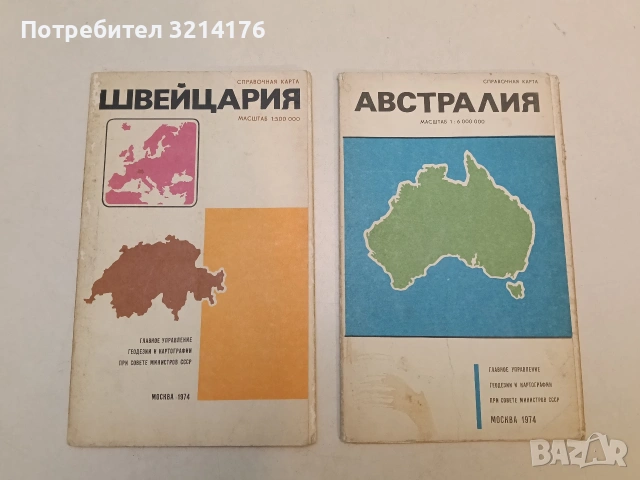 Потребител 3214176
СПРАВОЧНАЯ КАРТА
ШВЕЙЦАРИЯ
МАСШТАБ 1:500 000
ГЛАВНОЕ УПРАВЛЕНИЕ
ГЕОДЕЗИИ И КАРТОГРАФИИ
ПРИ СОВЕТЕ МИНИСТРОВ СССР
МОСКВА · 1974
СПРАВОЧНАЯ КАРТА
АВСТРАЛИЯ
МАСШТАБ 1 : 6 000 000
ГЛАВНОЕ УПРАВЛЕНИЕ
ГЕОДЕЗИИ И КАРТОГРАФИИ
ПРИ СОВЕТЕ МИНИСТРОВ СССР
МОСКВА 1974
BAZAR